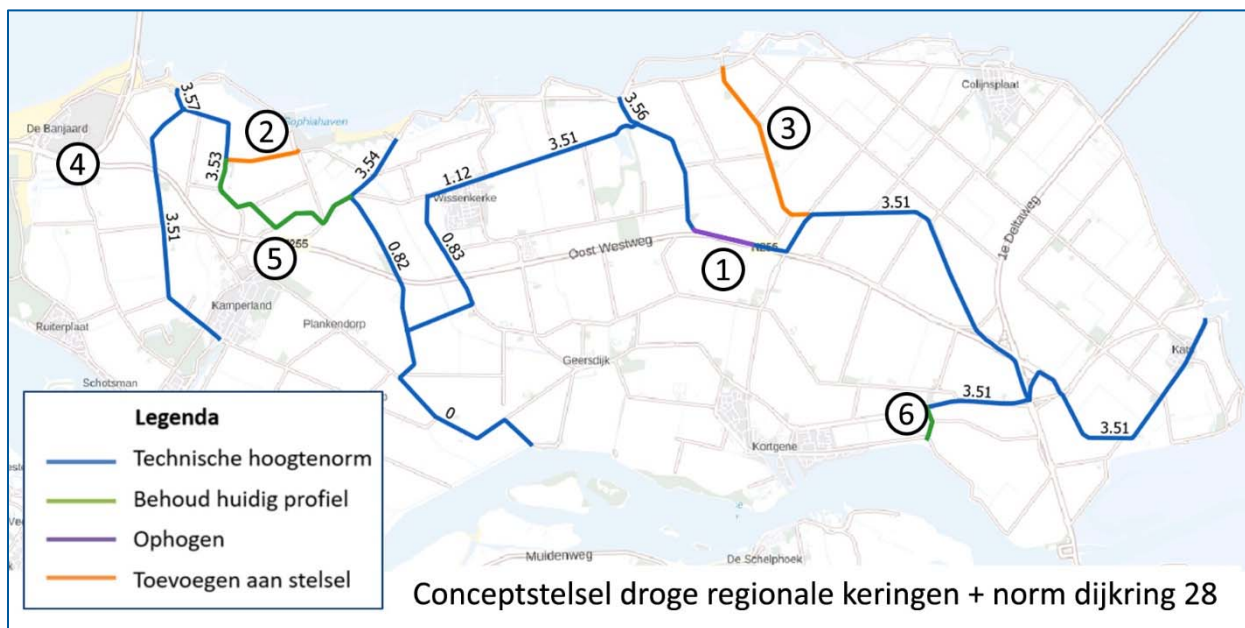 Colijnsplaat
3.57
3.56
De Banjaard
2
Sophiahaven
3
4
3.53
3.54
3.51
1.12
Wissenkerke
3.51
3.51
5
N255
0.82
0.83
Oost Westweg
N255
1
1e Deltaweg
Kamperland
Ruiterplaat
Plankendorp
Geersdijk
Kats
Schotsman
0
3.51
6
3.51
Kortgene
Muidenweg
De Schelphoek
Legenda
Technische hoogtenorm
Behoud huidig profiel
Ophogen
Toevoegen aan stelsel
Conceptstelsel droge regionale keringen + norm dijkring 28